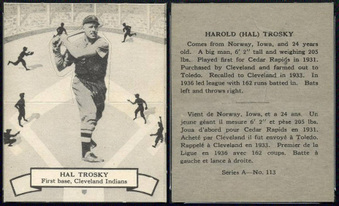 HAL TROSKY
First base, Cleveland Indians
HAROLD (HAL) TROSKY
Comes from Norway, Iowa, and 24 years
old. A big man, 6' 2" tall and weighing 205
lbs. Played first for Cedar Rapids in 1931.
Purchased by Cleveland and farmed out to
Toledo. Recalled to Cleveland in 1933. In
1936 led league with 162 runs batted in. Bats
left and throws right.
Vient de Norway, Iowa, et a 24 ans. Un
jeune géant il mesure 6' 2" et pèse 205 lbs.
Joua d'abord pour Cedar Rapids en 1931.
Acheté par Cleveland il fut envoyé à Toledo.
Rappelé à Cleveland en 1933. Premier de la
Ligue en 1936 avec 162 coups. Batte à
gauche et lance à droite.
Series A—No. 112